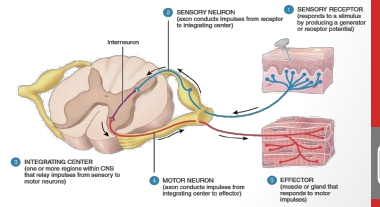 1 SENSORY RECEPTOR
(responds to a stimulus
by producing a generator
or receptor potential)
2 SENSORY NEURON
(axon conducts impulses from receptor
to integrating center)
Interneuron
3 INTEGRATING CENTER
(one or more regions within CNS
that relay impulses from sensory to
motor neurons)
4 MOTOR NEURON
(axon conducts impulses from
integrating center to effector)
5 EFFECTOR
(muscle or gland that
responds to motor
impulses)